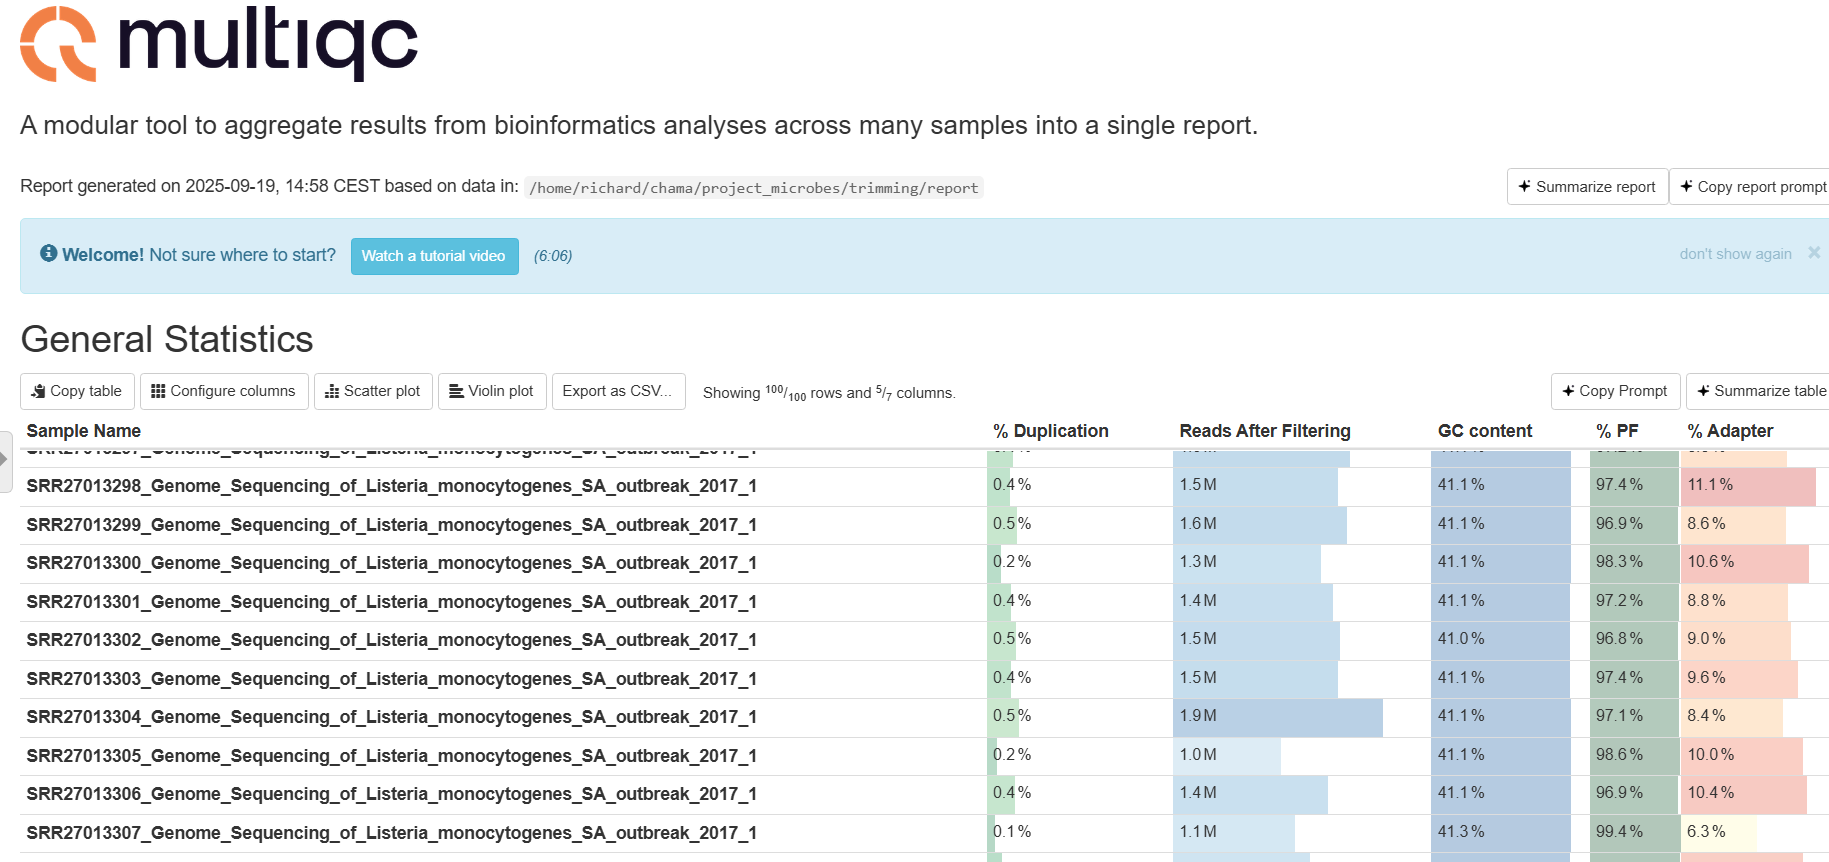 multiqc
A modular tool to aggregate results from bioinformatics analyses across many samples into a single report.
Report generated on 2025-09-19, 14:58 CEST based on data in: /home/richard/chama/project_microbes/trimming/report
Summarize report Copy report prompt
Welcome! Not sure where to start? Watch a tutorial video (6:06) don't show again ×
General Statistics
Copy table Configure columns Scatter plot Violin plot Export as CSV... Showing 100/100 rows and 5/7 columns. Copy Prompt Summarize table
Sample Name % Duplication Reads After Filtering GC content % PF % Adapter
SRR27013298_Genome_Sequencing_of_Listeria_monocytogenes_SA_outbreak_2017_1 0.4% 1.5M 41.1% 97.4% 11.1%
SRR27013299_Genome_Sequencing_of_Listeria_monocytogenes_SA_outbreak_2017_1 0.5% 1.6M 41.1% 96.9% 8.6%
SRR27013300_Genome_Sequencing_of_Listeria_monocytogenes_SA_outbreak_2017_1 0.2% 1.3M 41.1% 98.3% 10.6%
SRR27013301_Genome_Sequencing_of_Listeria_monocytogenes_SA_outbreak_2017_1 0.4% 1.4M 41.1% 97.2% 8.8%
SRR27013302_Genome_Sequencing_of_Listeria_monocytogenes_SA_outbreak_2017_1 0.5% 1.5M 41.0% 96.8% 9.0%
SRR27013303_Genome_Sequencing_of_Listeria_monocytogenes_SA_outbreak_2017_1 0.4% 1.5M 41.1% 97.4% 9.6%
SRR27013304_Genome_Sequencing_of_Listeria_monocytogenes_SA_outbreak_2017_1 0.5% 1.9M 41.1% 97.1% 8.4%
SRR27013305_Genome_Sequencing_of_Listeria_monocytogenes_SA_outbreak_2017_1 0.2% 1.0M 41.1% 98.6% 10.0%
SRR27013306_Genome_Sequencing_of_Listeria_monocytogenes_SA_outbreak_2017_1 0.4% 1.4M 41.1% 96.9% 10.4%
SRR27013307_Genome_Sequencing_of_Listeria_monocytogenes_SA_outbreak_2017_1 0.1% 1.1M 41.3% 99.4% 6.3%